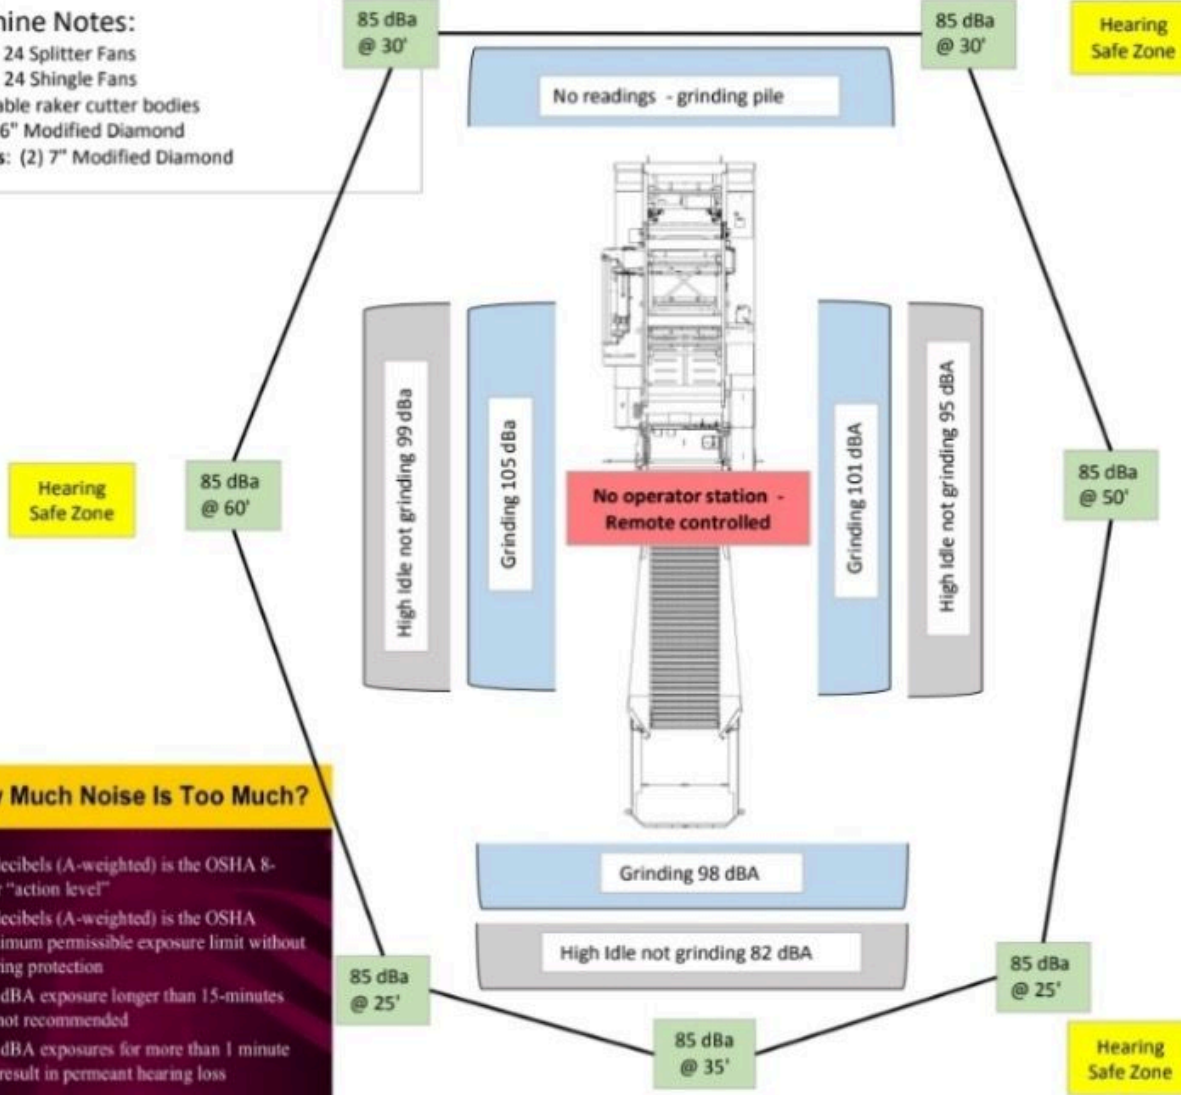 hine Notes:
24 Splitter Fans
24 Shingle Fans
able raker cutter bodies
6" Modified Diamond
s: (2) 7" Modified Diamond
85 dBa
@ 30'
85 dBa
@ 30'
Hearing
Safe Zone
No readings - grinding pile
High Idle not grinding 99 dBa
Grinding 105 dBa
Grinding 101 dBA
High Idle not grinding 95 dBA
Hearing
Safe Zone
85 dBa
@ 60'
No operator station -
Remote controlled
85 dBa
@ 50'
Much Noise Is Too Much?
ecibels (A-weighted) is the OSHA 8-
"action level"
ecibels (A-weighted) is the OSHA
imum permissible exposure limit without
ing protection
dBA exposure longer than 15-minutes
not recommended
dBA exposures for more than 1 minute
result in permeant hearing loss
Grinding 98 dBA
High Idle not grinding 82 dBA
85 dBa
@ 25'
85 dBa
@ 25'
85 dBa
@ 35'
Hearing
Safe Zone